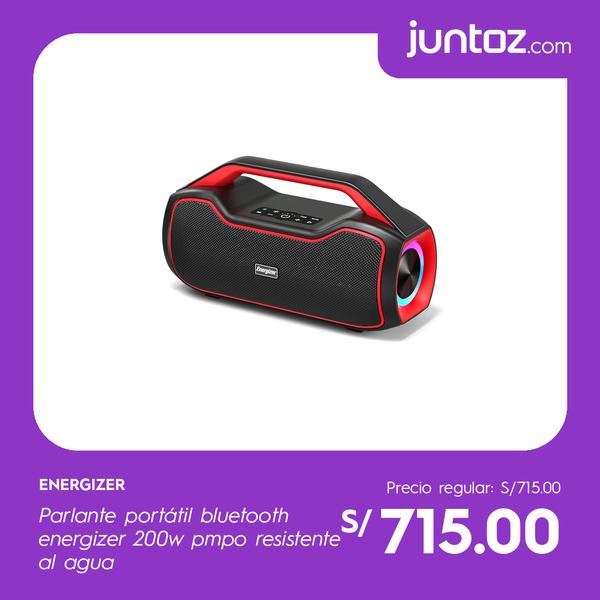 juntoz.com
Energizer
ENERGIZER
Parlante portátil bluetooth
energizer 200w pmpo resistente
al agua
Precio regular: S/715.00
S/ 715.00